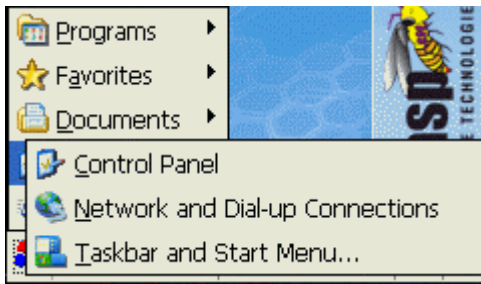 Programs
Favorites
Documents
Control Panel
Network and Dial-up Connections
Taskbar and Start Menu...